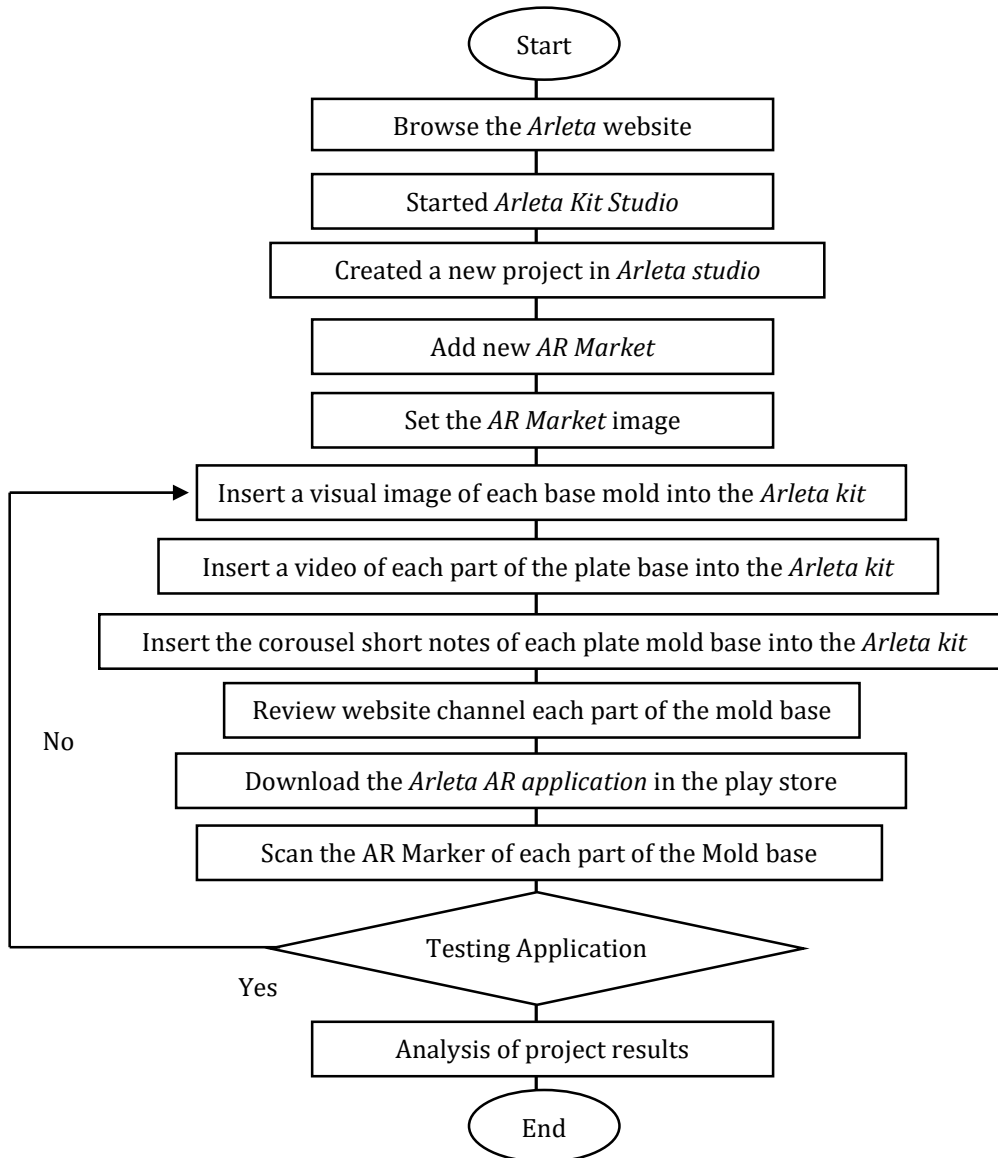 Start
Browse the Arleta website
Started Arleta Kit Studio
Created a new project in Arleta studio
Add new AR Market
Set the AR Market image
Insert a visual image of each base mold into the Arleta kit
Insert a video of each part of the plate base into the Arleta kit
Insert the corousel short notes of each plate mold base into the Arleta kit
Review website channel each part of the mold base
No
Download the Arleta AR application in the play store
Scan the AR Marker of each part of the Mold base
Testing Application
Yes
Analysis of project results
End